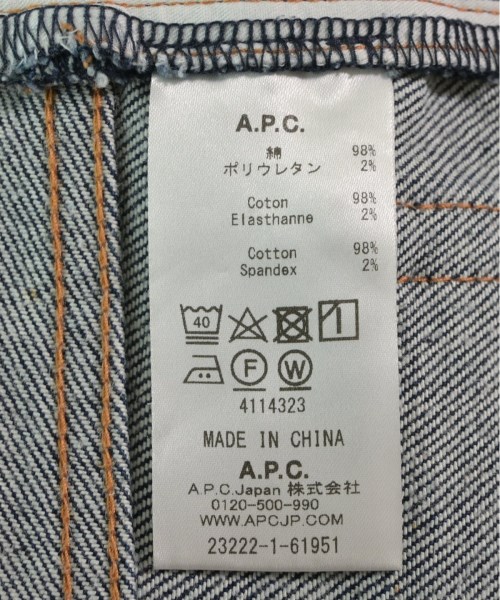 A.P.C.
綿 98%
ポリウレタン 2%
Coton 98%
Elasthanne 2%
Cotton 98%
Spandex 2%
40
F W
4114323
MADE IN CHINA
A.P.C.
A.P.C.Japan 株式会社
0120-500-990
WWW.APCJP.COM
23222-1-61951